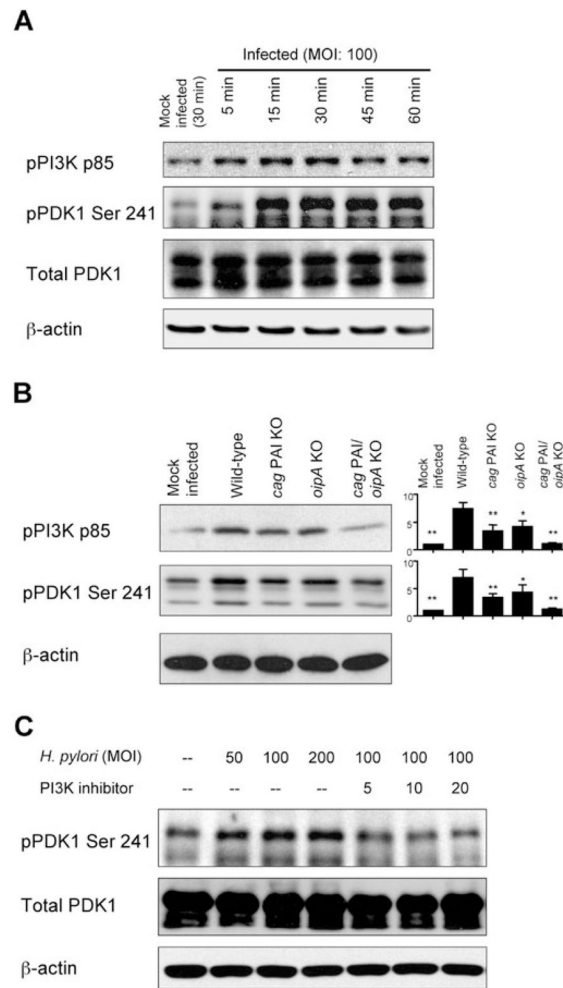 A
Infected (MOI: 100)
Mock infected (30 min)
5 min
15 min
30 min
45 min
60 min
pPI3K p85
pPDK1 Ser 241
Total PDK1
β-actin
B
Mock infected
Wild-type
cag PAI KO
oipA KO
cag PAI/ oipA KO
Mock infected
Wild-type
cag PAI KO
oipA KO
cag PAI/ oipA KO
pPI3K p85
10
5
0
** ** * **
pPDK1 Ser 241
10
5
0
** ** * **
β-actin
C
H. pylori (MOI) -- 50 100 200 100 100 100
PI3K inhibitor -- -- -- -- 5 10 20
pPDK1 Ser 241
Total PDK1
β-actin